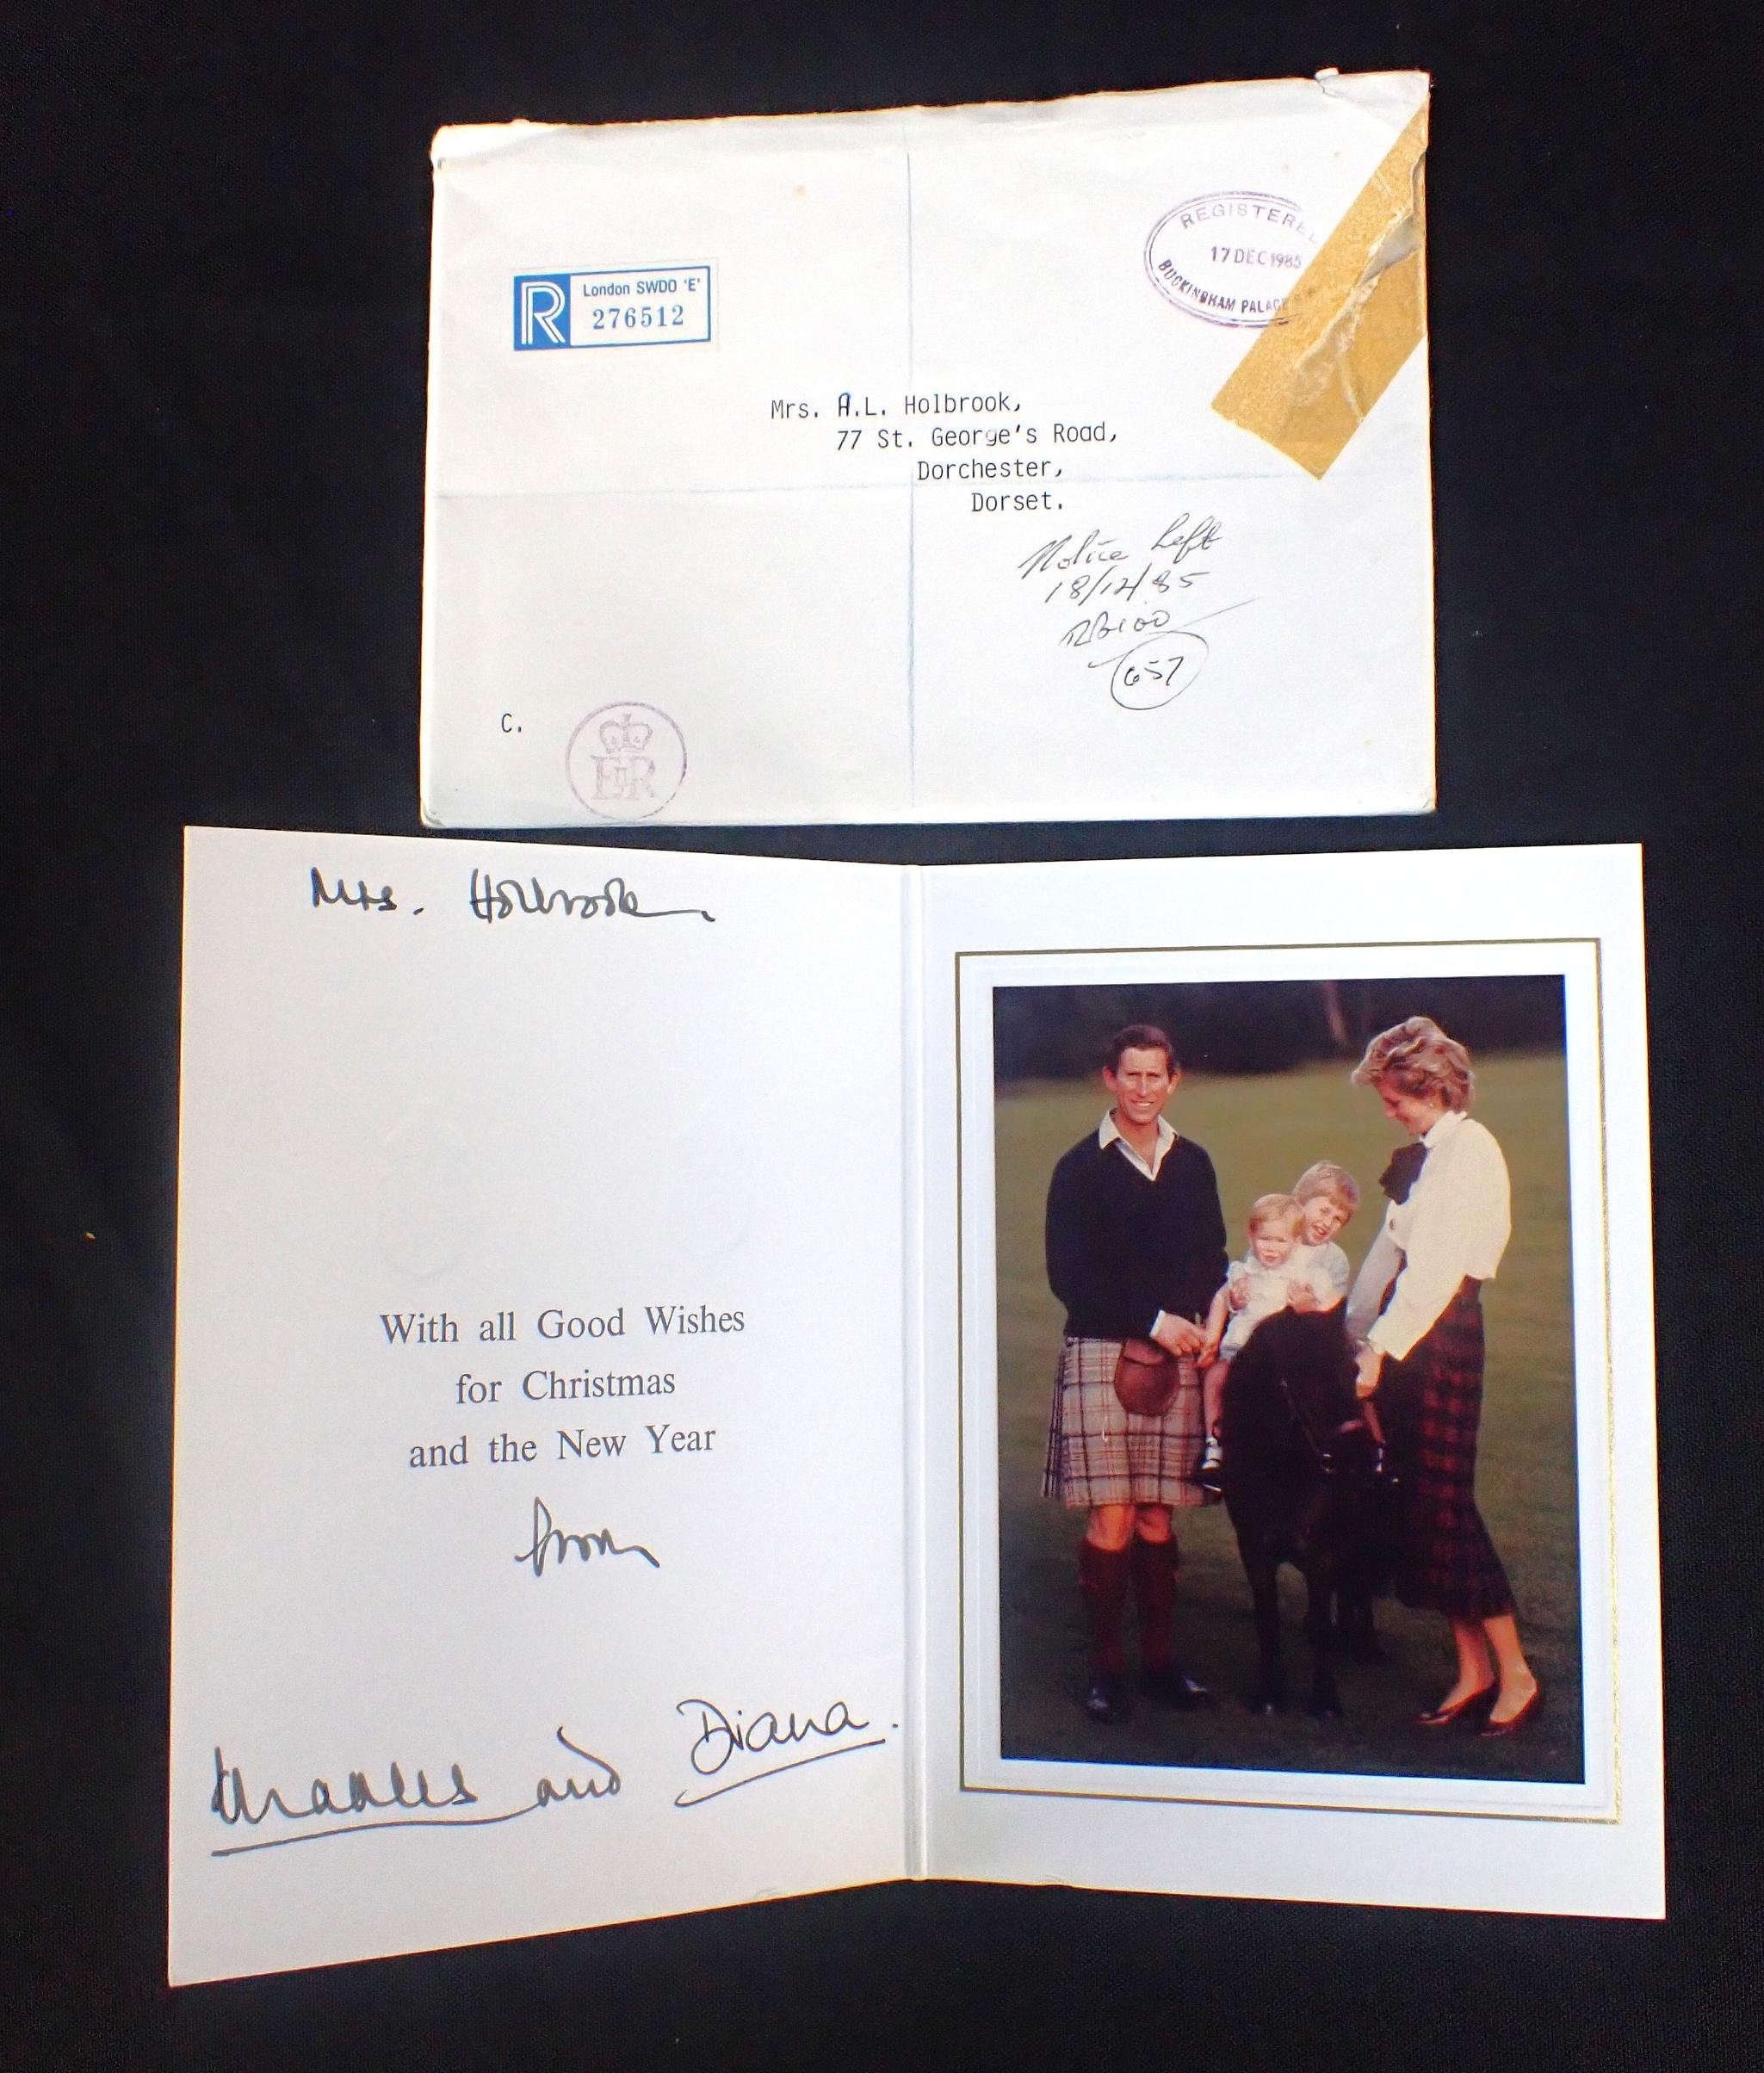 REGISTERED
17 DEC 1985
BUCKINGHAM PALACE
R London SWDO 'E'
276512
Mrs. A.L. Holbrook,
77 St. George's Road,
Dorchester,
Dorset.
Notice Left
18/12/85
657
C.
EIIR
Mrs. Holbrook
With all Good Wishes
for Christmas
and the New Year
from
Charles and Diana.